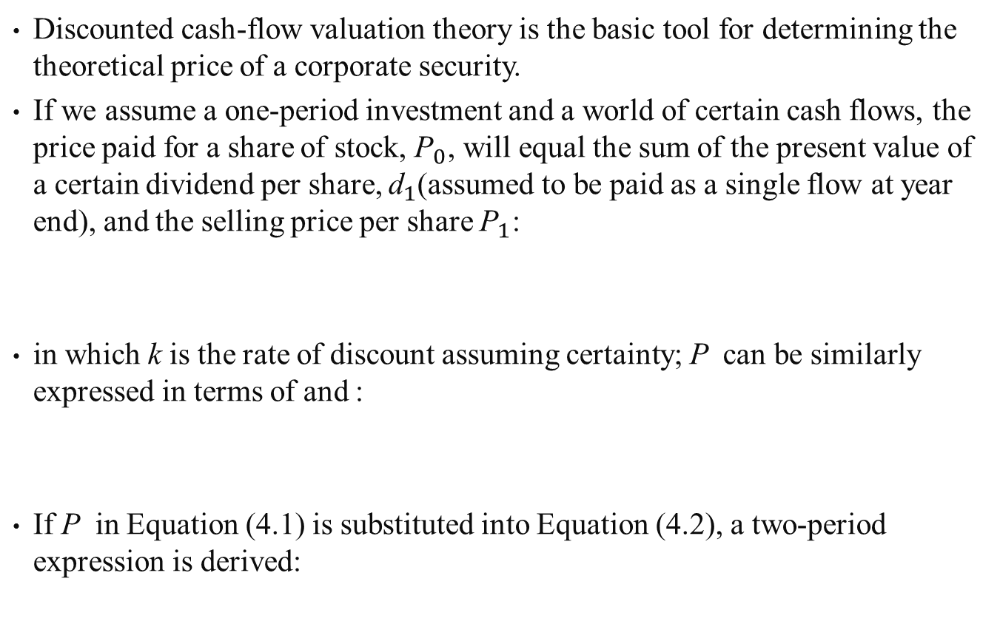 • Discounted cash-flow valuation theory is the basic tool for determining the
theoretical price of a corporate security.
• If we assume a one-period investment and a world of certain cash flows, the
price paid for a share of stock, P₀, will equal the sum of the present value of
a certain dividend per share, d₁(assumed to be paid as a single flow at year
end), and the selling price per share P₁:
• in which k is the rate of discount assuming certainty; P can be similarly
expressed in terms of and :
• If P in Equation (4.1) is substituted into Equation (4.2), a two-period
expression is derived: